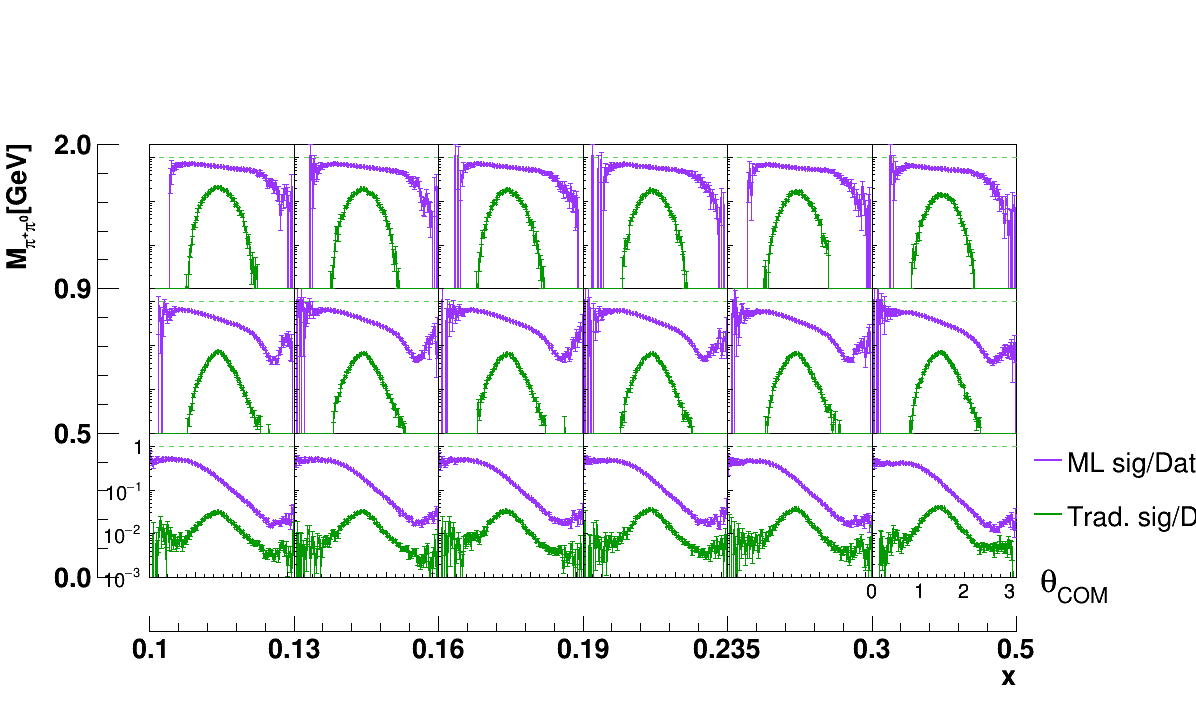 M_{π⁺π⁰}[GeV]
2.0
0.9
0.5
0.0
1
10⁻¹
10⁻²
10⁻³
ML sig/Dat
Trad. sig/D
0 1 2 3
θ_COM
0.1 0.13 0.16 0.19 0.235 0.3 0.5
x